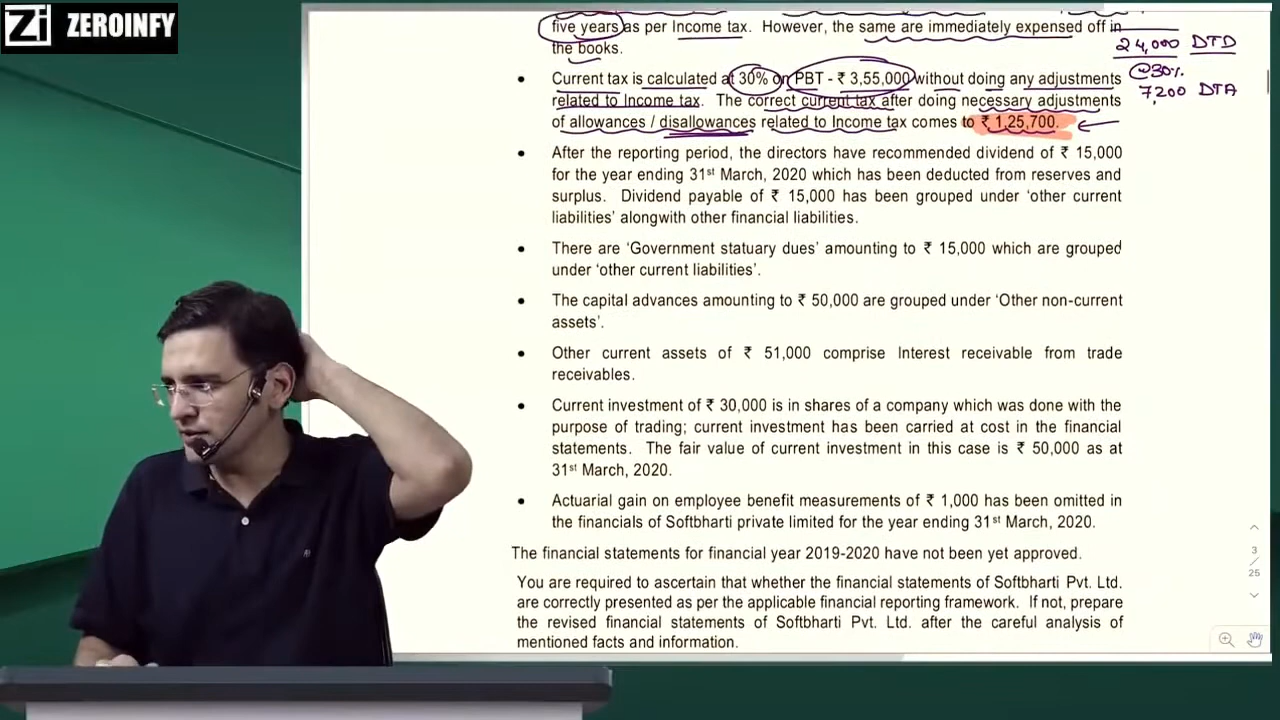 Zi ZEROINFY
five years as per Income tax. However, the same are immediately expensed off in
the books.
24,000 DTD
@30%
7,200 DTA
• Current tax is calculated at 30% on PBT - ₹ 3,55,000 without doing any adjustments
related to Income tax. The correct current tax after doing necessary adjustments
of allowances / disallowances related to Income tax comes to ₹ 1,25,700.
• After the reporting period, the directors have recommended dividend of ₹ 15,000
for the year ending 31st March, 2020 which has been deducted from reserves and
surplus. Dividend payable of ₹ 15,000 has been grouped under ‘other current
liabilities’ alongwith other financial liabilities.
• There are ‘Government statuary dues’ amounting to ₹ 15,000 which are grouped
under ‘other current liabilities’.
• The capital advances amounting to ₹ 50,000 are grouped under ‘Other non-current
assets’.
• Other current assets of ₹ 51,000 comprise Interest receivable from trade
receivables.
• Current investment of ₹ 30,000 is in shares of a company which was done with the
purpose of trading; current investment has been carried at cost in the financial
statements. The fair value of current investment in this case is ₹ 50,000 as at
31st March, 2020.
• Actuarial gain on employee benefit measurements of ₹ 1,000 has been omitted in
the financials of Softbharti private limited for the year ending 31st March, 2020.
The financial statements for financial year 2019-2020 have not been yet approved.
You are required to ascertain that whether the financial statements of Softbharti Pvt. Ltd.
are correctly presented as per the applicable financial reporting framework. If not, prepare
the revised financial statements of Softbharti Pvt. Ltd. after the careful analysis of
mentioned facts and information.
3
/
25